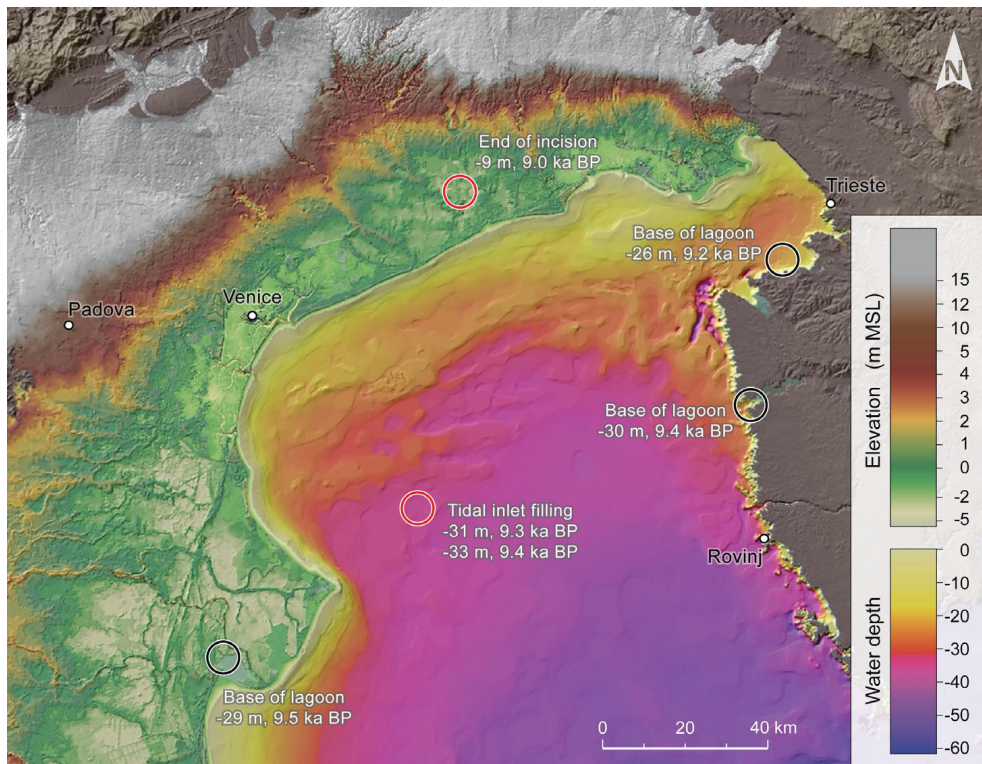 N
End of incision
-9 m, 9.0 ka BP
Trieste
Base of lagoon
-26 m, 9.2 ka BP
Venice
Padova
Base of lagoon
-30 m, 9.4 ka BP
Tidal inlet filling
-31 m, 9.3 ka BP
-33 m, 9.4 ka BP
Rovinj
Base of lagoon
-29 m, 9.5 ka BP
0 20 40 km
Elevation (m MSL)
15
12
10
5
4
3
2
1
0
-2
-5
Water depth
0
-10
-20
-30
-40
-50
-60